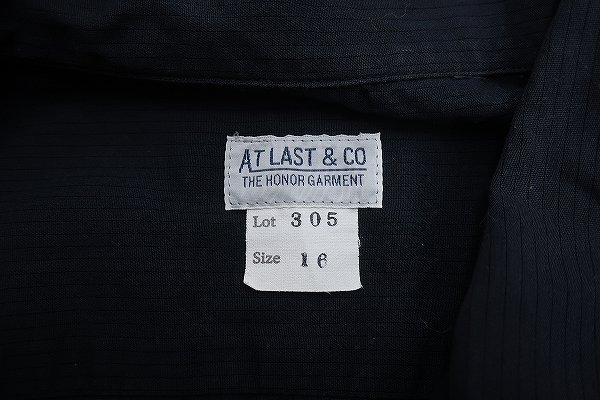 AT LAST & CO
THE HONOR GARMENT
Lot 305
Size 16